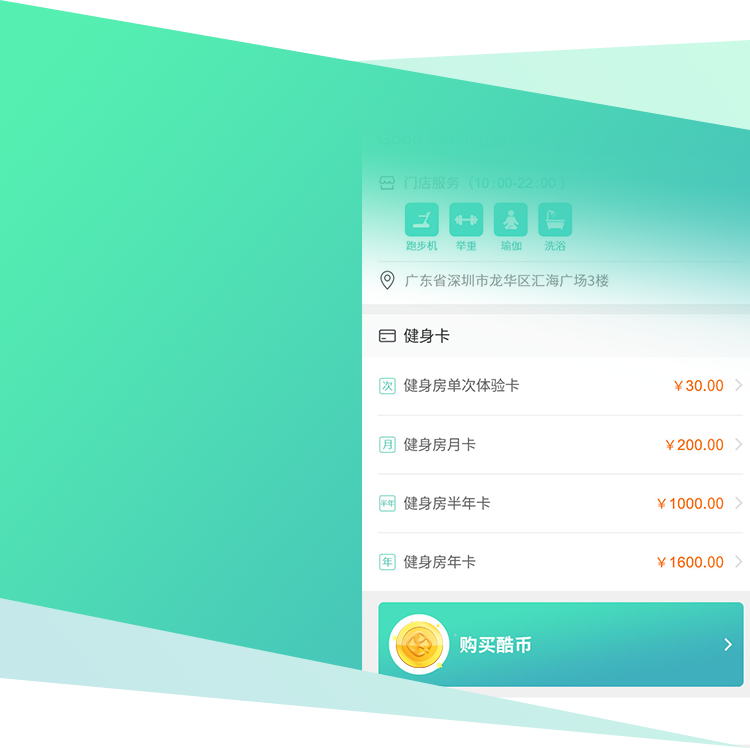 门店服务（10:00-22:00）
跑步机 举重 瑜伽 洗浴
广东省深圳市龙华区汇海广场3楼
健身卡
次 健身房单次体验卡 ￥30.00
月 健身房月卡 ￥200.00
半年 健身房半年卡 ￥1000.00
年 健身房年卡 ￥1600.00
购买酷币